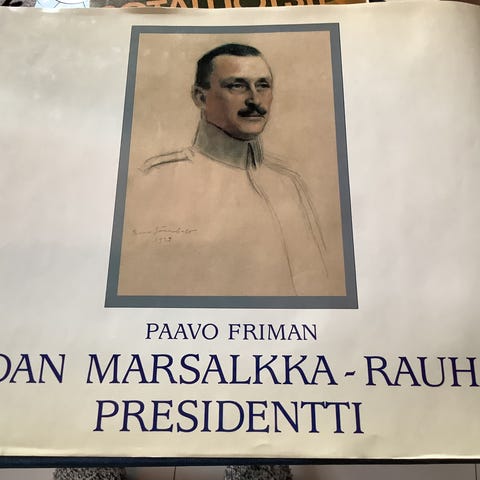 PAAVO FRIMAN
DAN MARSALKKA - RAUH
PRESIDENTTI